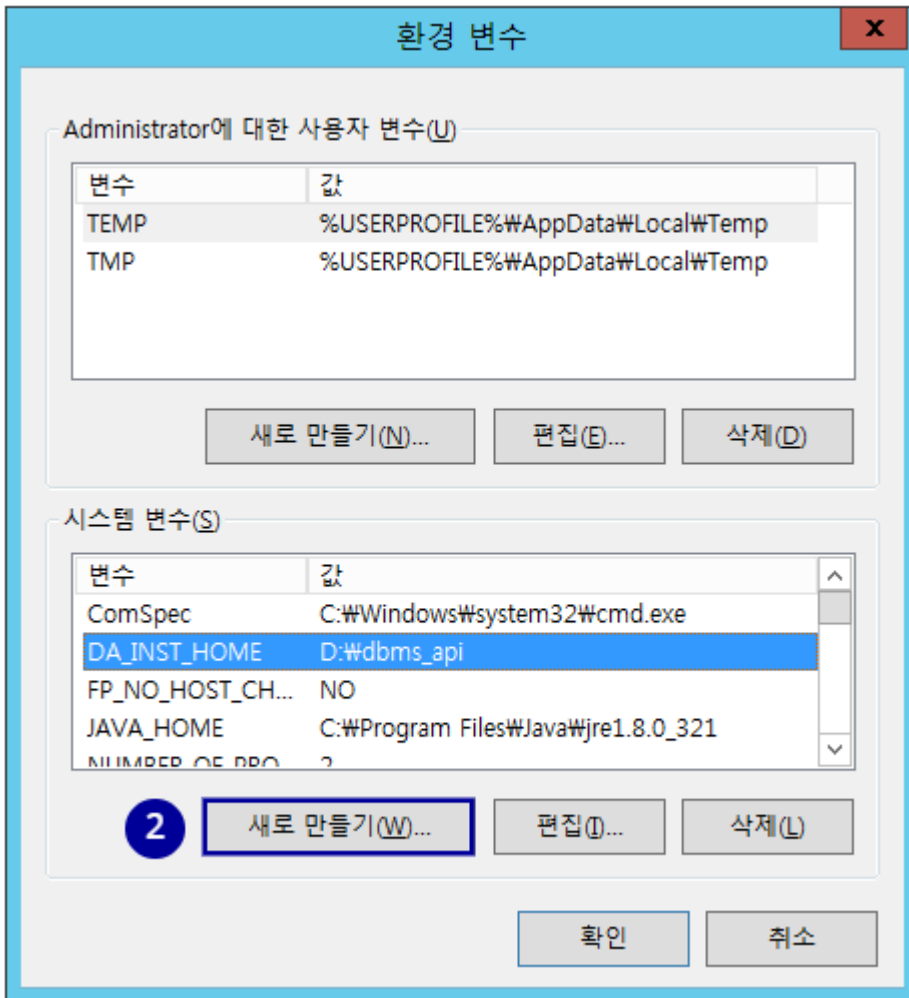 환경 변수
x
Administrator에 대한 사용자 변수(U)
변수 값
TEMP %USERPROFILE%₩AppData₩Local₩Temp
TMP %USERPROFILE%₩AppData₩Local₩Temp
새로 만들기(N)... 편집(E)... 삭제(D)
시스템 변수(S)
변수 값
ComSpec C:₩Windows₩system32₩cmd.exe
DA_INST_HOME D:₩dbms_api
FP_NO_HOST_CH... NO
JAVA_HOME C:₩Program Files₩Java₩jre1.8.0_321
NUMBER_OF_PRO... 2
2 새로 만들기(W)... 편집(I)... 삭제(L)
확인 취소